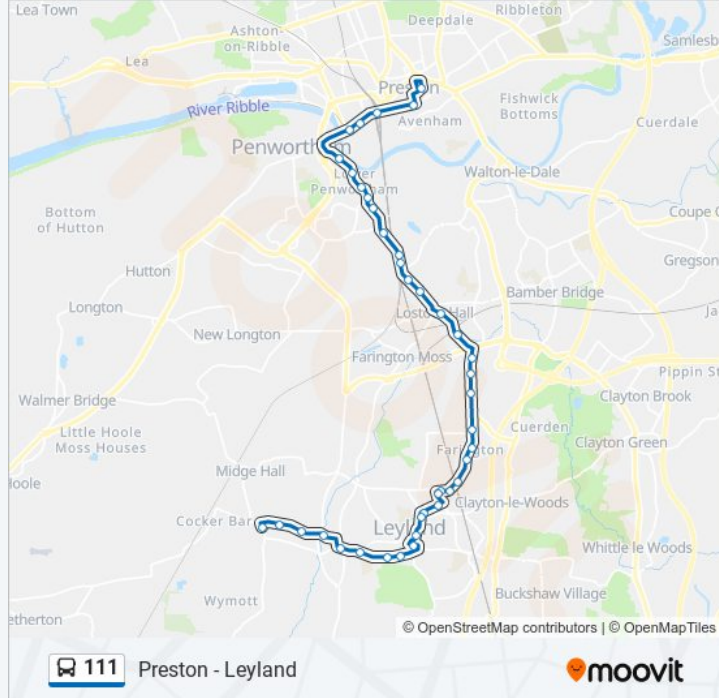 Lea Town
Ribbleton
Deepdale
Ashton-
on-Ribble
Samlesb
Lea
Preston
Fishwick
Bottoms
River Ribble
Avenham
Cuerdale
Penwortham
Lower
Penwortham
Walton-le-Dale
Bottom
of Hutton
Coupe G
Hutton
Gregson
Bamber Bridge
Longton
Lostock Hall
Ja
New Longton
Farington Moss
Pippin St
Walmer Bridge
Clayton Brook
Little Hoole
Moss Houses
Cuerden
Clayton Green
Farington
Midge Hall
Hoole
Clayton-le-Woods
Cocker Bar
Leyland
Whittle le Woods
Buckshaw Village
Wymott
etherton
© OpenStreetMap contributors | © OpenMapTiles
111 Preston - Leyland
moovit